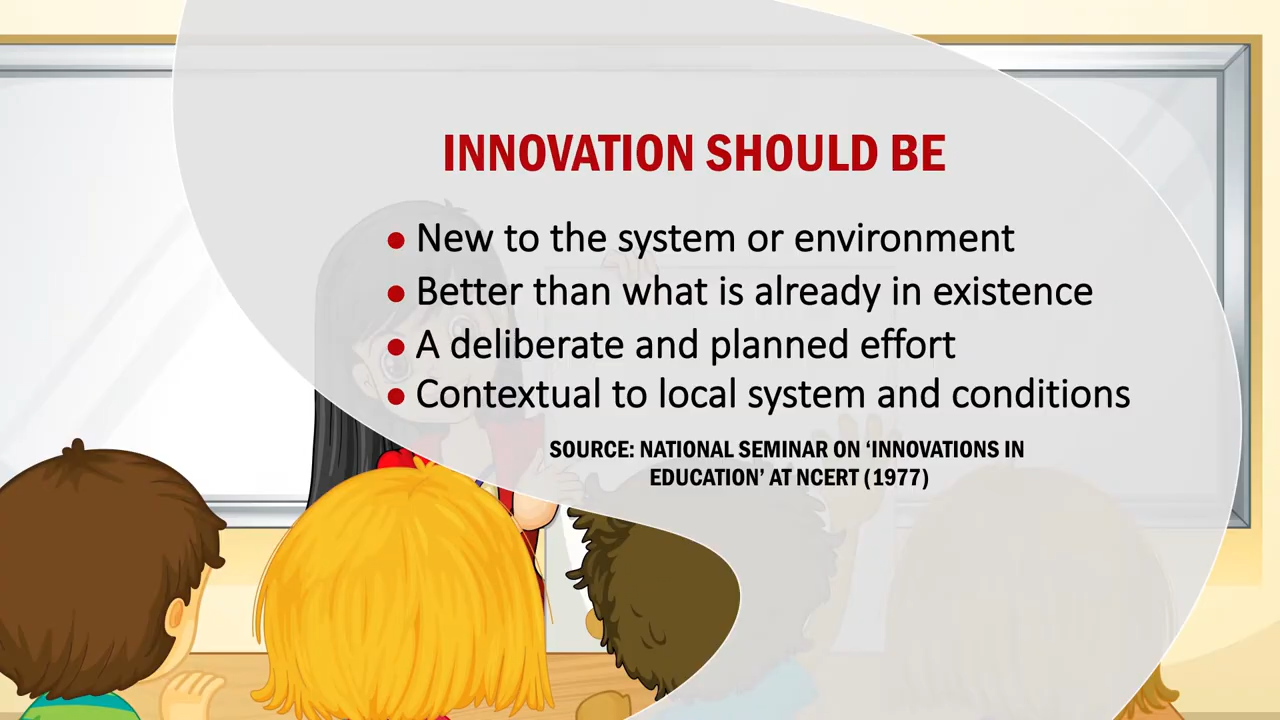 INNOVATION SHOULD BE
● New to the system or environment
● Better than what is already in existence
● A deliberate and planned effort
● Contextual to local system and conditions
SOURCE: NATIONAL SEMINAR ON ‘INNOVATIONS IN
EDUCATION’ AT NCERT (1977)